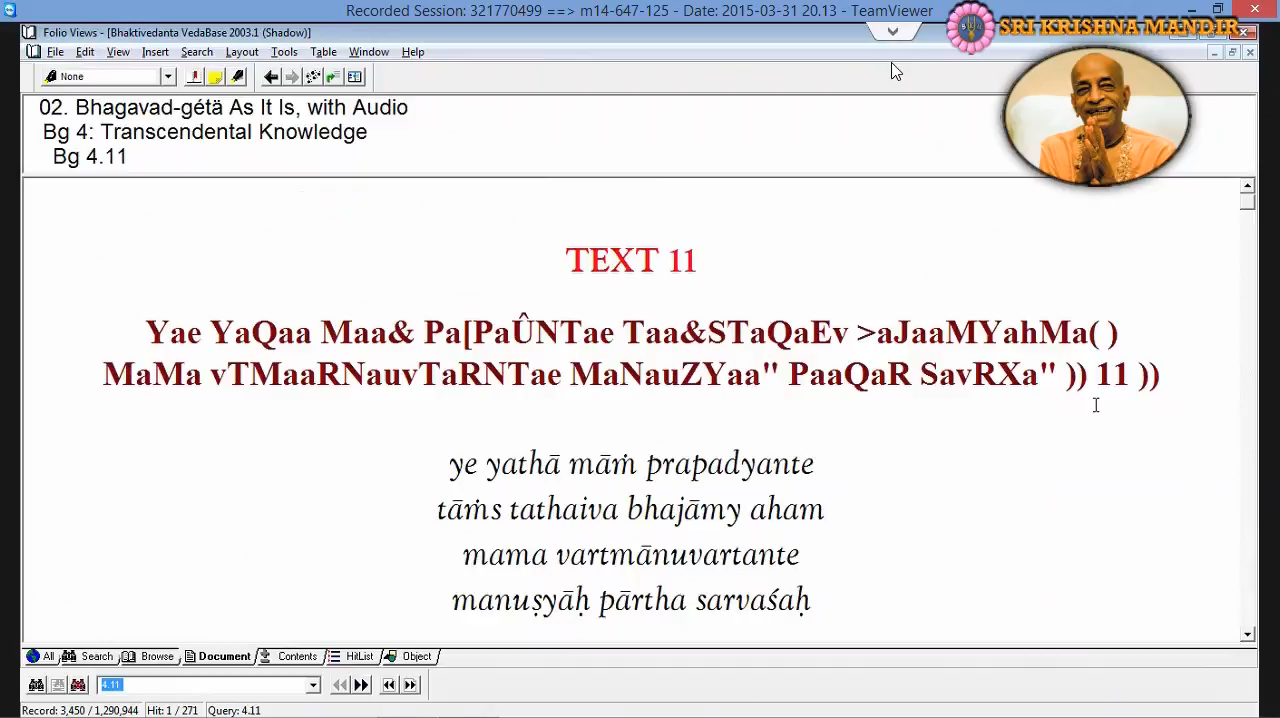 Recorded Session: 321770499 ==> m14-647-125 - Date: 2015-03-31 20.13 - TeamViewer
Folio Views - [Bhaktivedanta VedaBase 2003.1 (Shadow)]
SRI KRISHNA MANDIR
File Edit View Insert Search Layout Tools Table Window Help
None
02. Bhagavad-gétä As It Is, with Audio
Bg 4: Transcendental Knowledge
Bg 4.11
TEXT 11
Yae YaQaa Maa& Pa[PaÛNTae Taa&STaQaEv >aJaaMYahMa( )
MaMa vTMaaRNauvTaRNTae MaNauZYaa" PaaQaR SavRXa" )) 11 ))
ye yathā māṁ prapadyante
tāṁs tathaiva bhajāmy aham
mama vartmānuvartante
manuṣyāḥ pārtha sarvaśaḥ
All Search Browse Document Contents HitList Object
4.11
Record: 3,450 / 1,290,944 Hit: 1 / 271 Query: 4.11